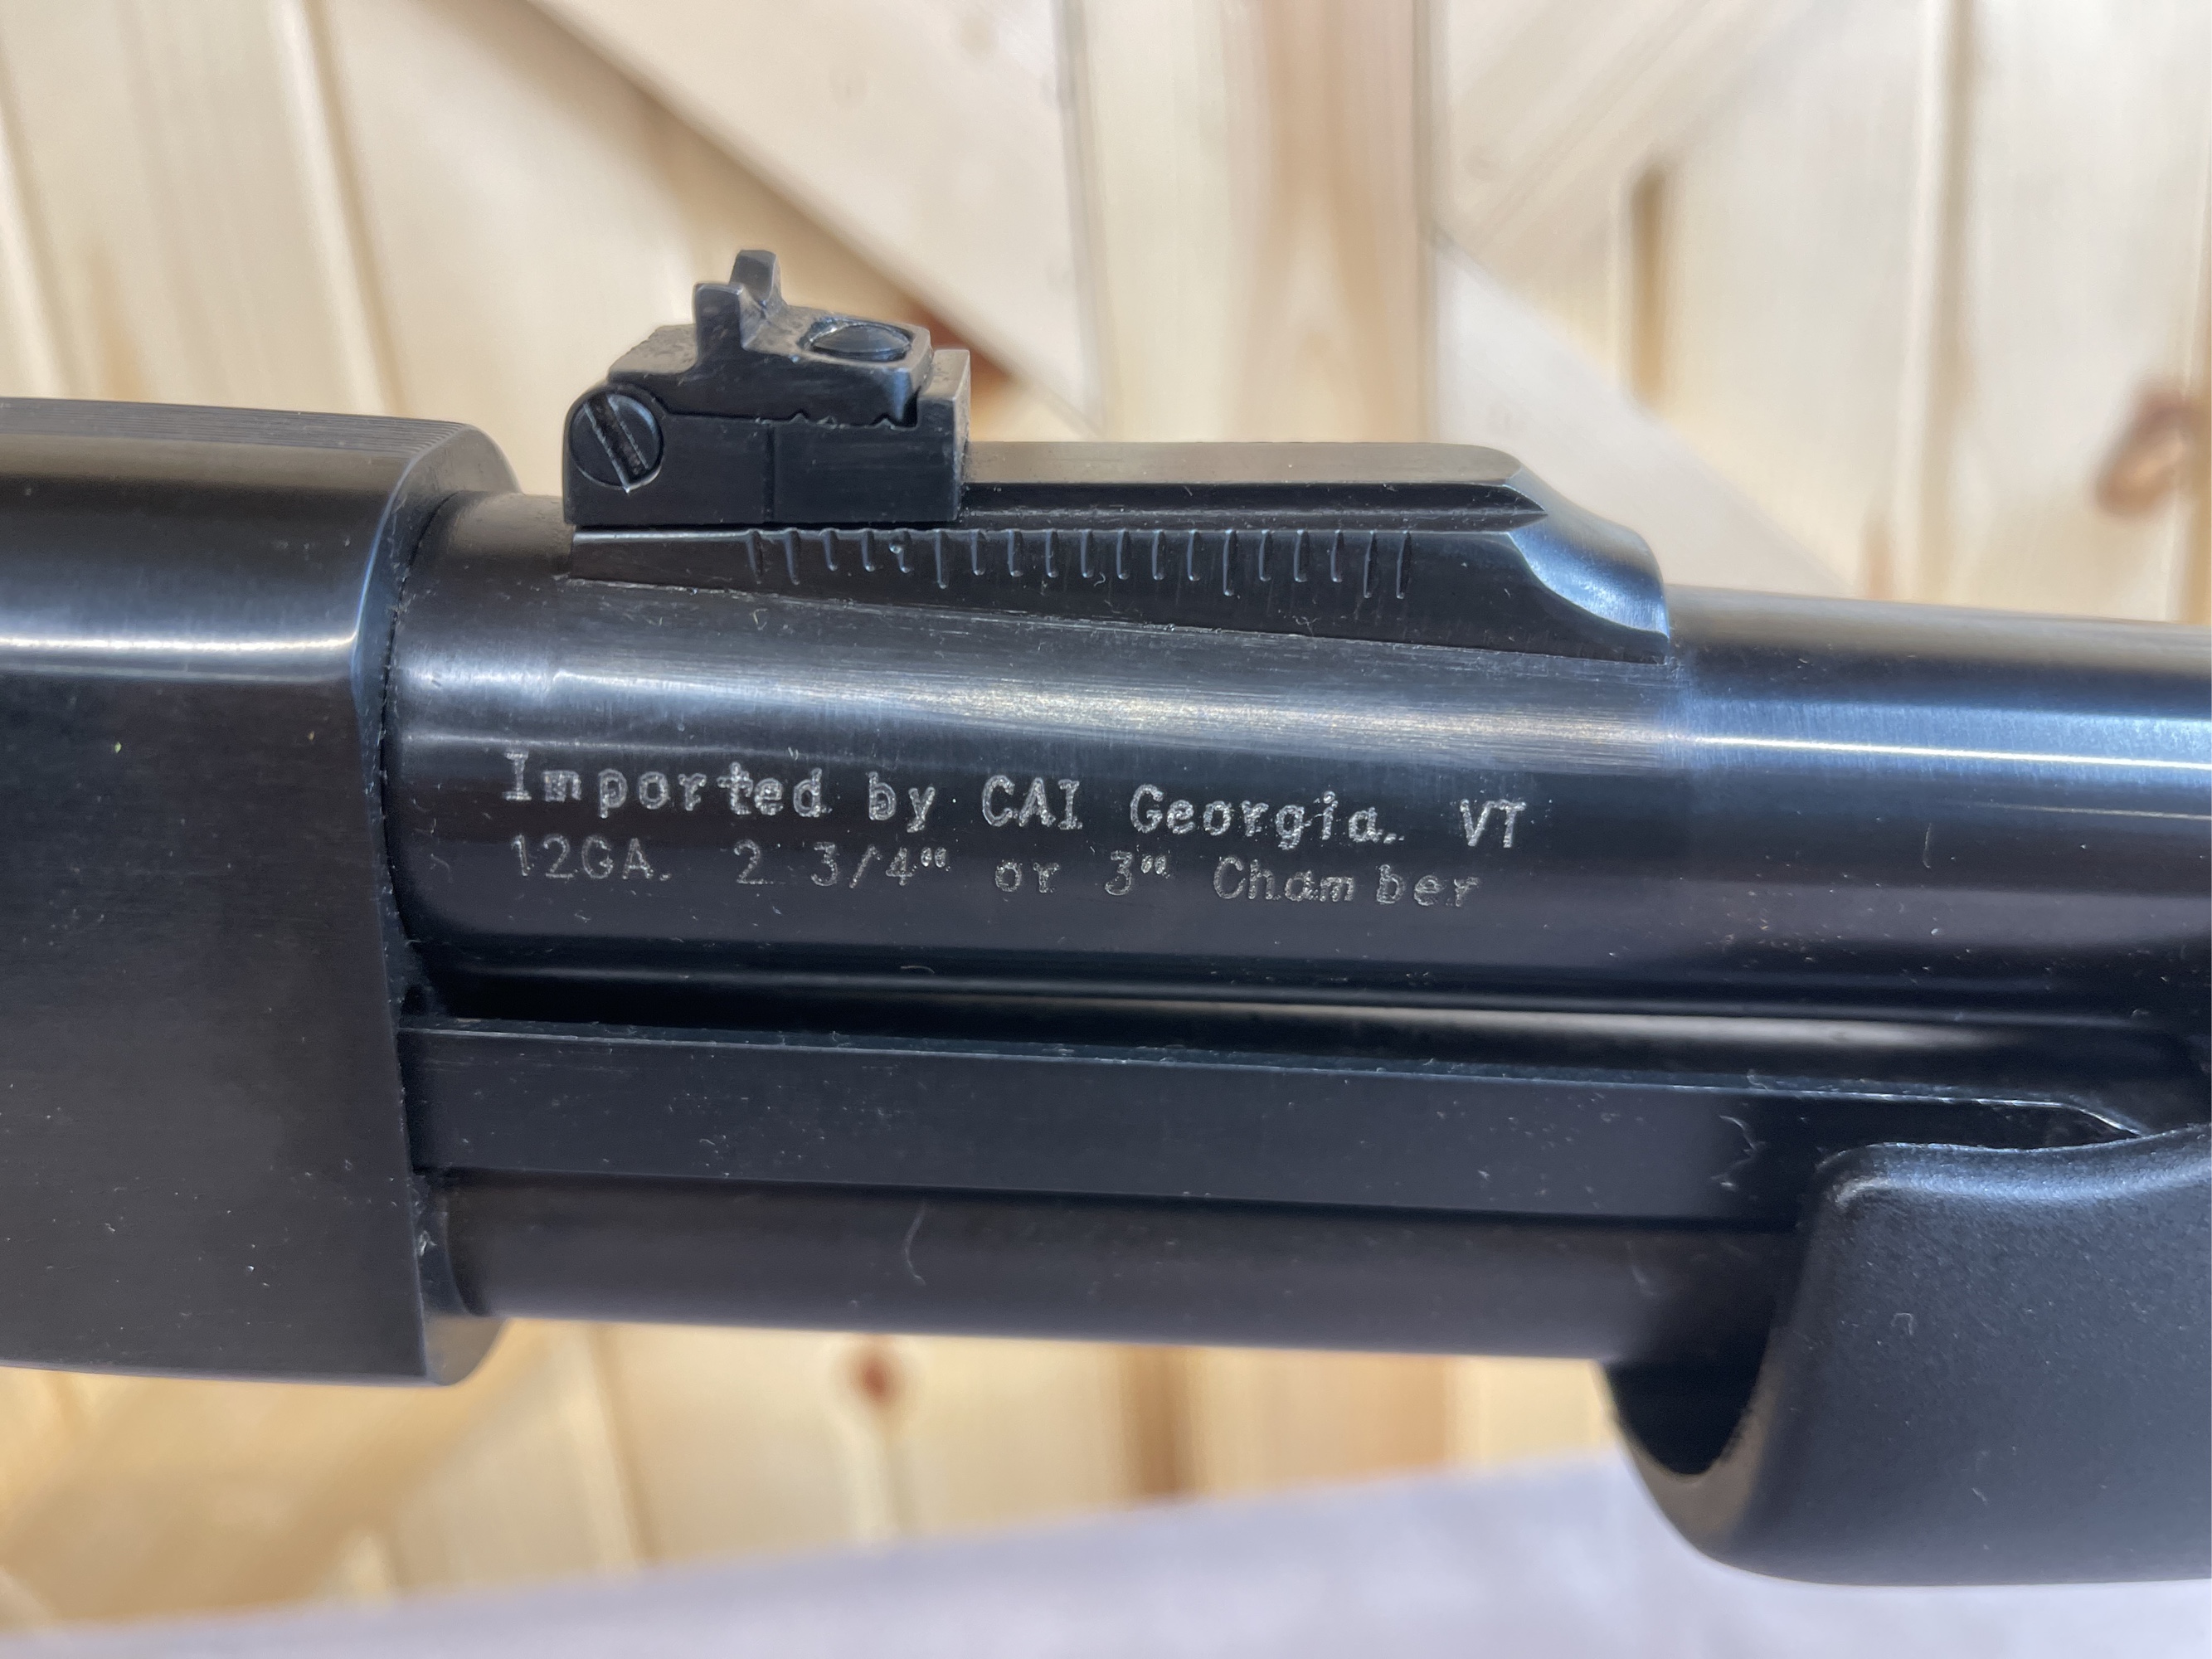 Imported by CAI Georgia. VT
12GA. 2 3/4" or 3" Chamber